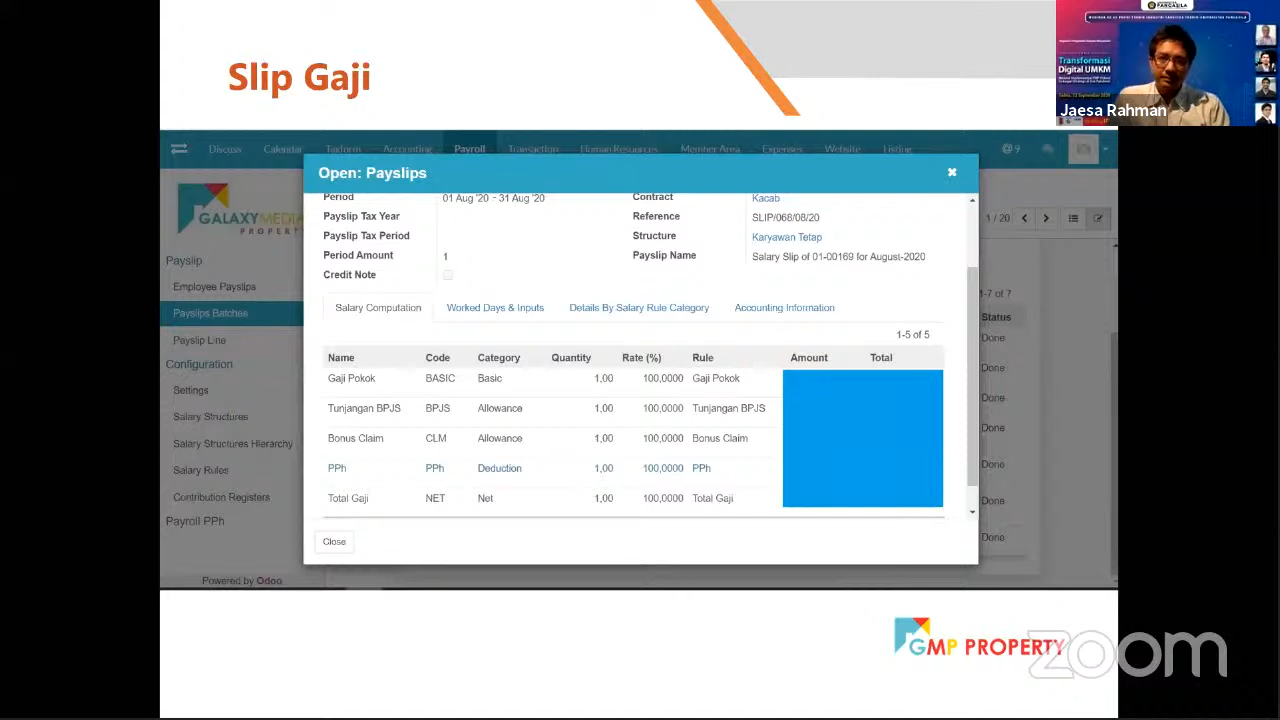 Slip Gaji
PANCASILA
Transformasi
Digital UMKM
Jaesa Rahman
Discuss Calendar Taxform Accounting Payroll Transaction Human Resources Member Area Expenses Website Listing @ 9
Open: Payslips
GALAXY MEDIA
PROPERTY
1 / 20
Payslip
Employee Payslips
Payslips Batches
Payslip Line
Configuration
Settings
Salary Structures
Salary Structures Hierarchy
Salary Rules
Contribution Registers
Payroll PPh
Powered by Odoo
Period 01 Aug '20 - 31 Aug '20 Contract Kacab
Payslip Tax Year Reference SLIP/068/08/20
Payslip Tax Period Structure Karyawan Tetap
Period Amount 1 Payslip Name Salary Slip of 01-00169 for August-2020
Credit Note
Salary Computation Worked Days & Inputs Details By Salary Rule Category Accounting Information
1-5 of 5
Name Code Category Quantity Rate (%) Rule Amount Total
Gaji Pokok BASIC Basic 1,00 100,0000 Gaji Pokok
Tunjangan BPJS BPJS Allowance 1,00 100,0000 Tunjangan BPJS
Bonus Claim CLM Allowance 1,00 100,0000 Bonus Claim
PPh PPh Deduction 1,00 100,0000 PPh
Total Gaji NET Net 1,00 100,0000 Total Gaji
Close
1-7 of 7
Status
Done
Done
Done
Done
Done
Done
Done
GMP PROPERTY
zoom